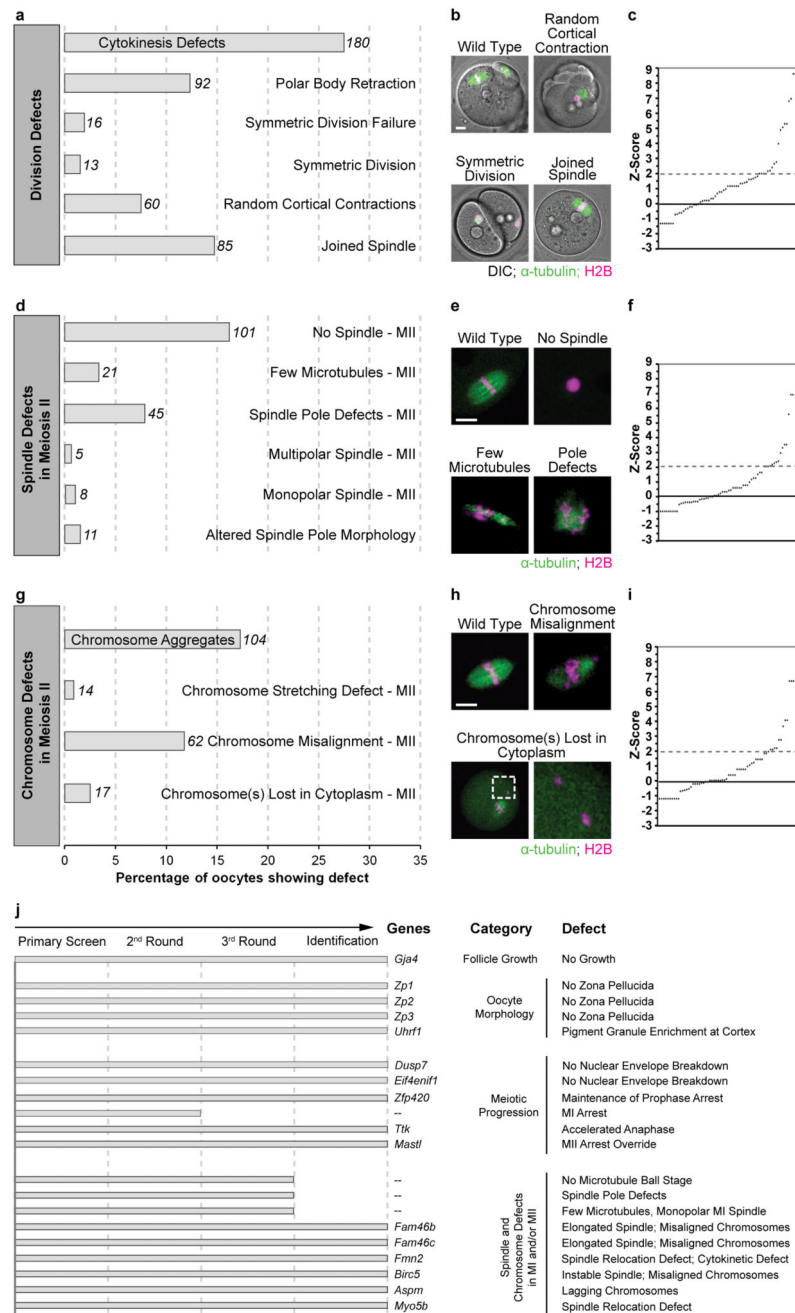 a
Division Defects
Cytokinesis Defects 180
92 Polar Body Retraction
16 Symmetric Division Failure
13 Symmetric Division
60 Random Cortical Contractions
85 Joined Spindle
b
Wild Type
Random
Cortical
Contraction
Symmetric
Division
Joined
Spindle
DIC; α-tubulin; H2B
c
Z-Score
9
8
7
6
5
4
3
2
1
0
-1
-2
-3
d
Spindle Defects
in Meiosis II
101 No Spindle - MII
21 Few Microtubules - MII
45 Spindle Pole Defects - MII
5 Multipolar Spindle - MII
8 Monopolar Spindle - MII
11 Altered Spindle Pole Morphology
e
Wild Type
No Spindle
Few
Microtubules
Pole
Defects
α-tubulin; H2B
f
Z-Score
9
8
7
6
5
4
3
2
1
0
-1
-2
-3
g
Chromosome Defects
in Meiosis II
Chromosome Aggregates 104
14 Chromosome Stretching Defect - MII
62 Chromosome Misalignment - MII
17 Chromosome(s) Lost in Cytoplasm - MII
0 5 10 15 20 25 30 35
Percentage of oocytes showing defect
h
Wild Type
Chromosome
Misalignment
Chromosome(s) Lost in
Cytoplasm
α-tubulin; H2B
i
Z-Score
9
8
7
6
5
4
3
2
1
0
-1
-2
-3
j
Primary Screen 2nd Round 3rd Round Identification Genes Category Defect
Gja4 Follicle Growth No Growth
Oocyte
Morphology
Zp1 No Zona Pellucida
Zp2 No Zona Pellucida
Zp3 No Zona Pellucida
Uhrf1 Pigment Granule Enrichment at Cortex
Meiotic
Progression
Dusp7 No Nuclear Envelope Breakdown
Eif4enif1 No Nuclear Envelope Breakdown
Zfp420 Maintenance of Prophase Arrest
-- MI Arrest
Ttk Accelerated Anaphase
Mastl MII Arrest Override
Spindle and
Chromosome Defects
in MI and/or MII
-- No Microtubule Ball Stage
-- Spindle Pole Defects
-- Few Microtubules, Monopolar MI Spindle
Fam46b Elongated Spindle; Misaligned Chromosomes
Fam46c Elongated Spindle; Misaligned Chromosomes
Fmn2 Spindle Relocation Defect; Cytokinetic Defect
Birc5 Instable Spindle; Misaligned Chromosomes
Aspm Lagging Chromosomes
Myo5b Spindle Relocation Defect